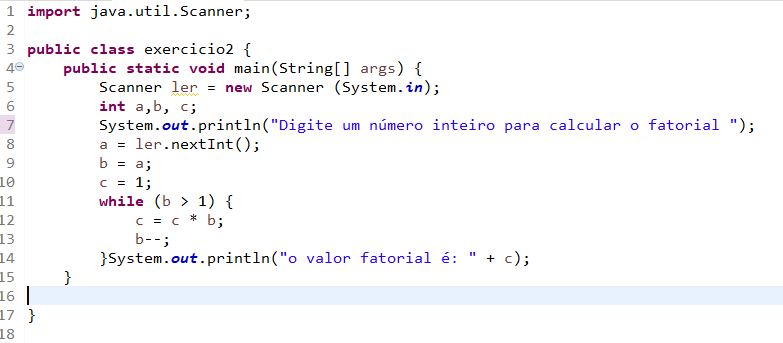 1 import java.util.Scanner;
2
3 public class exercicio2 {
4 public static void main(String[] args) {
5 Scanner ler = new Scanner (System.in);
6 int a,b, c;
7 System.out.println("Digite um número inteiro para calcular o fatorial ");
8 a = ler.nextInt();
9 b = a;
10 c = 1;
11 while (b > 1) {
12 c = c * b;
13 b--;
14 }System.out.println("o valor fatorial é: " + c);
15 }
16
17 }
18